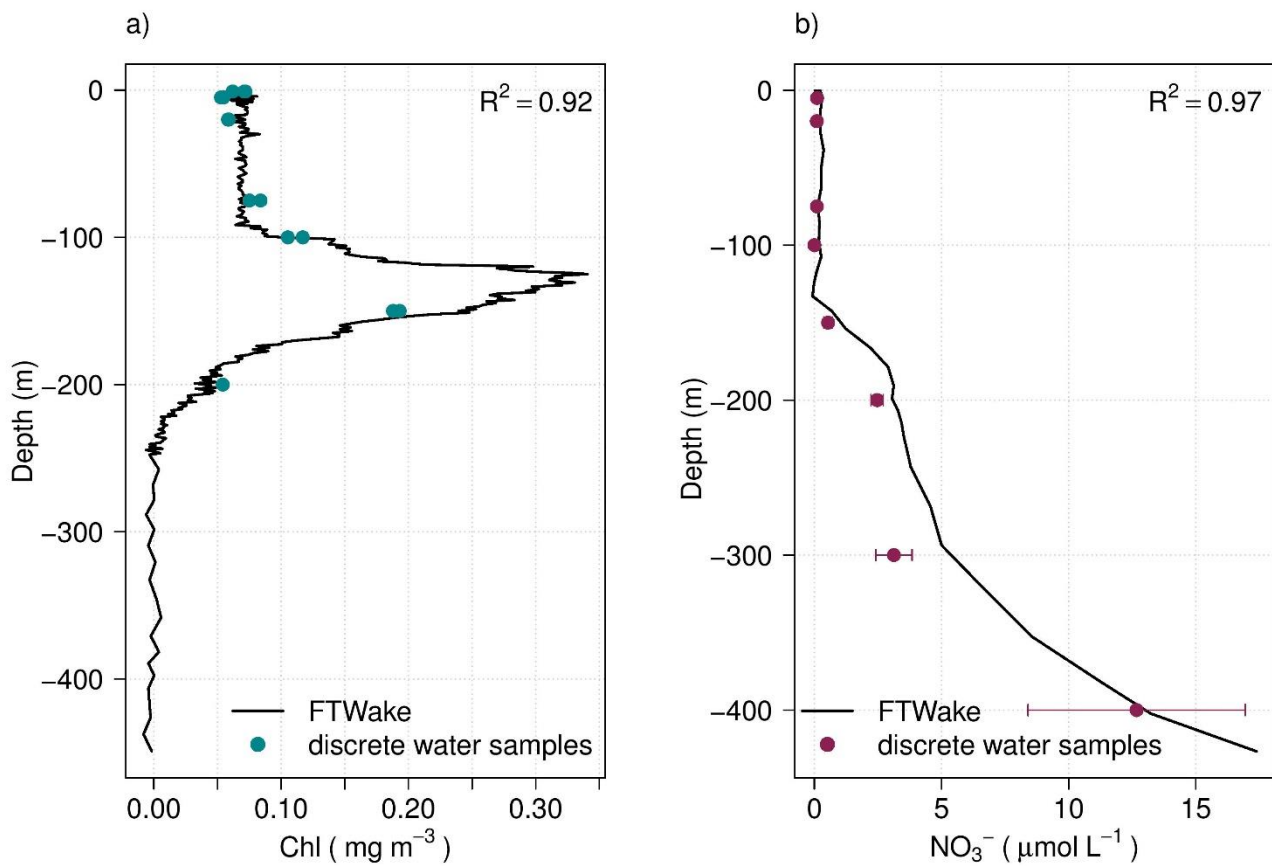 a)
R² = 0.92
0
−100
−200
−300
−400
Depth (m)
FTWake
discrete water samples
0.00 0.10 0.20 0.30
Chl ( mg m⁻³ )
b)
R² = 0.97
0
−100
−200
−300
−400
Depth (m)
FTWake
discrete water samples
0 5 10 15
NO₃⁻ ( μmol L⁻¹ )